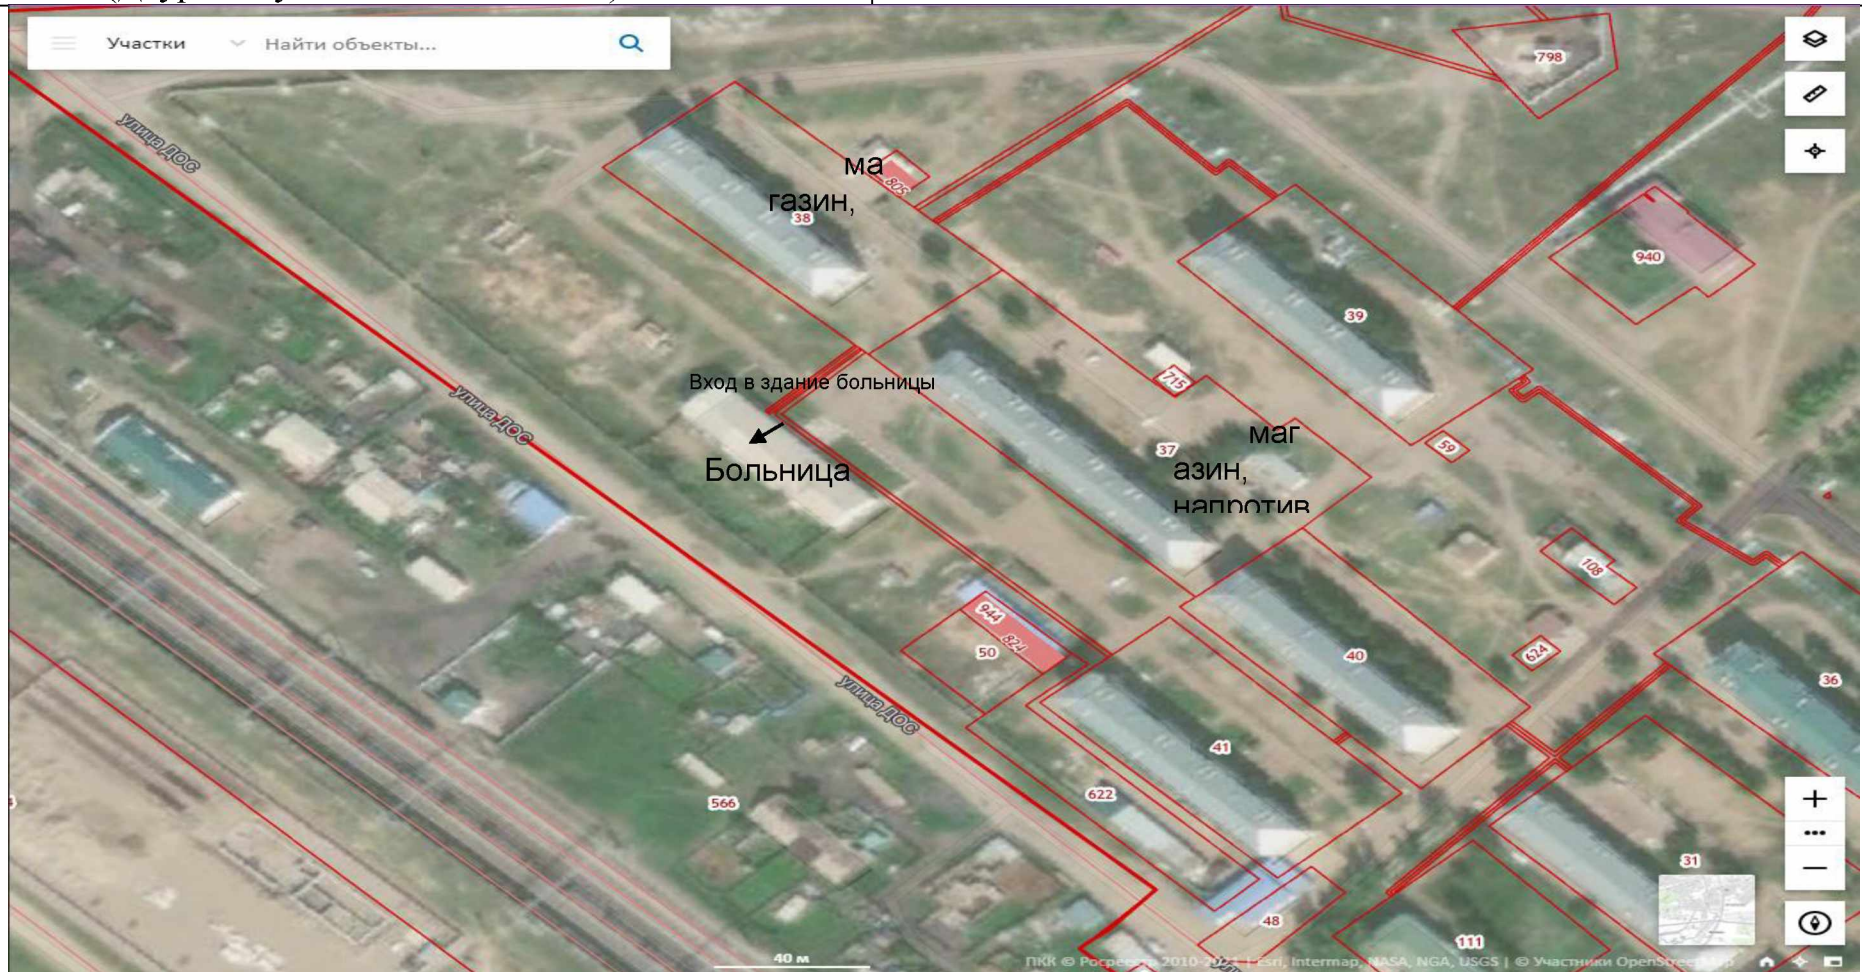 Участки
Найти объекты...
798
улица ДОС
ма
газин,
805
38
940
39
715
Вход в здание больницы
улица ДОС
маг
азин,
напротив
37
59
Больница
108
944
824
50
624
40
36
улица ДОС
41
622
566
31
48
111
40 м
ПКК © Росреестр 2010-2021 | Esri, Intermap, NASA, NGA, USGS | © Участники OpenStreetMap